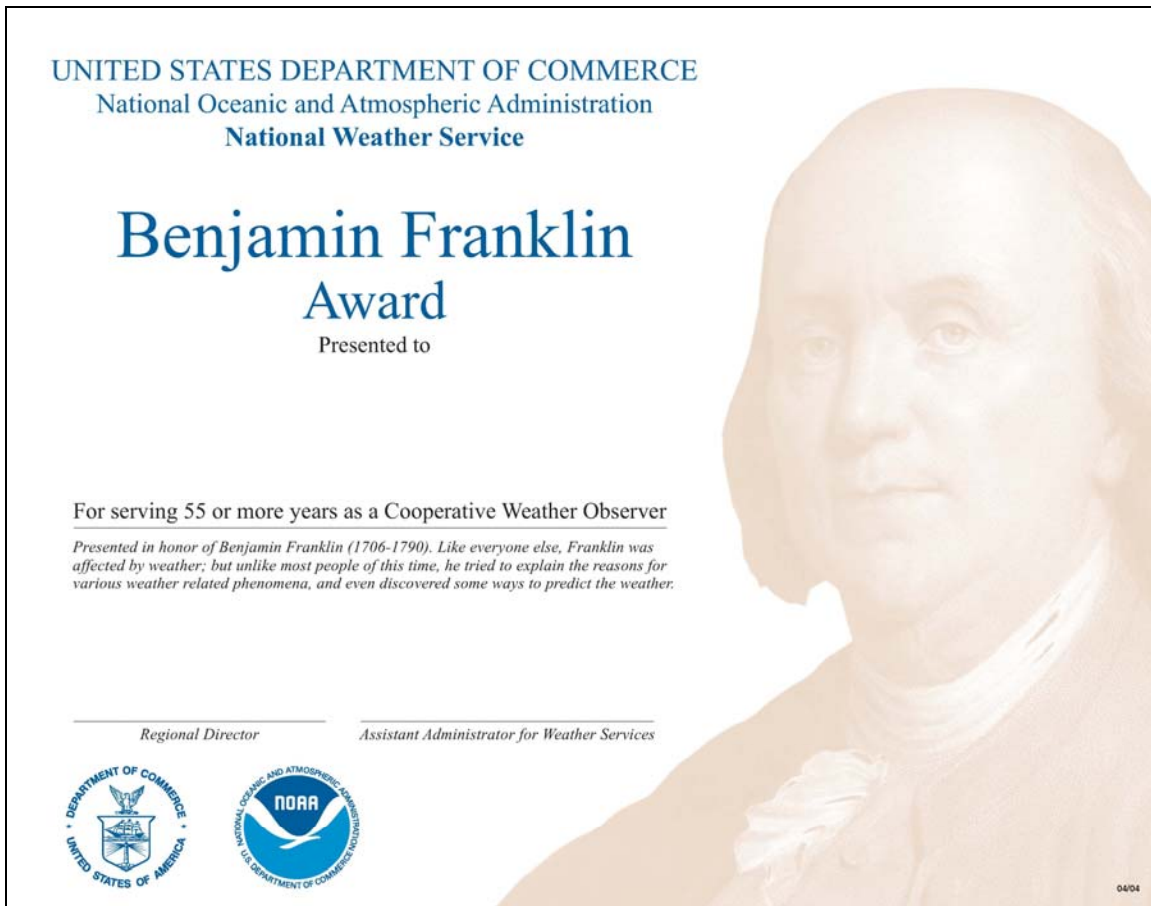 UNITED STATES DEPARTMENT OF COMMERCE
National Oceanic and Atmospheric Administration
National Weather Service
Benjamin Franklin
Award
Presented to
For serving 55 or more years as a Cooperative Weather Observer
Presented in honor of Benjamin Franklin (1706-1790). Like everyone else, Franklin was
affected by weather; but unlike most people of this time, he tried to explain the reasons for
various weather related phenomena, and even discovered some ways to predict the weather.
Regional Director
Assistant Administrator for Weather Services
DEPARTMENT OF COMMERCE
UNITED STATES OF AMERICA
NATIONAL OCEANIC AND ATMOSPHERIC ADMINISTRATION
NOAA
U.S. DEPARTMENT OF COMMERCE
04/04